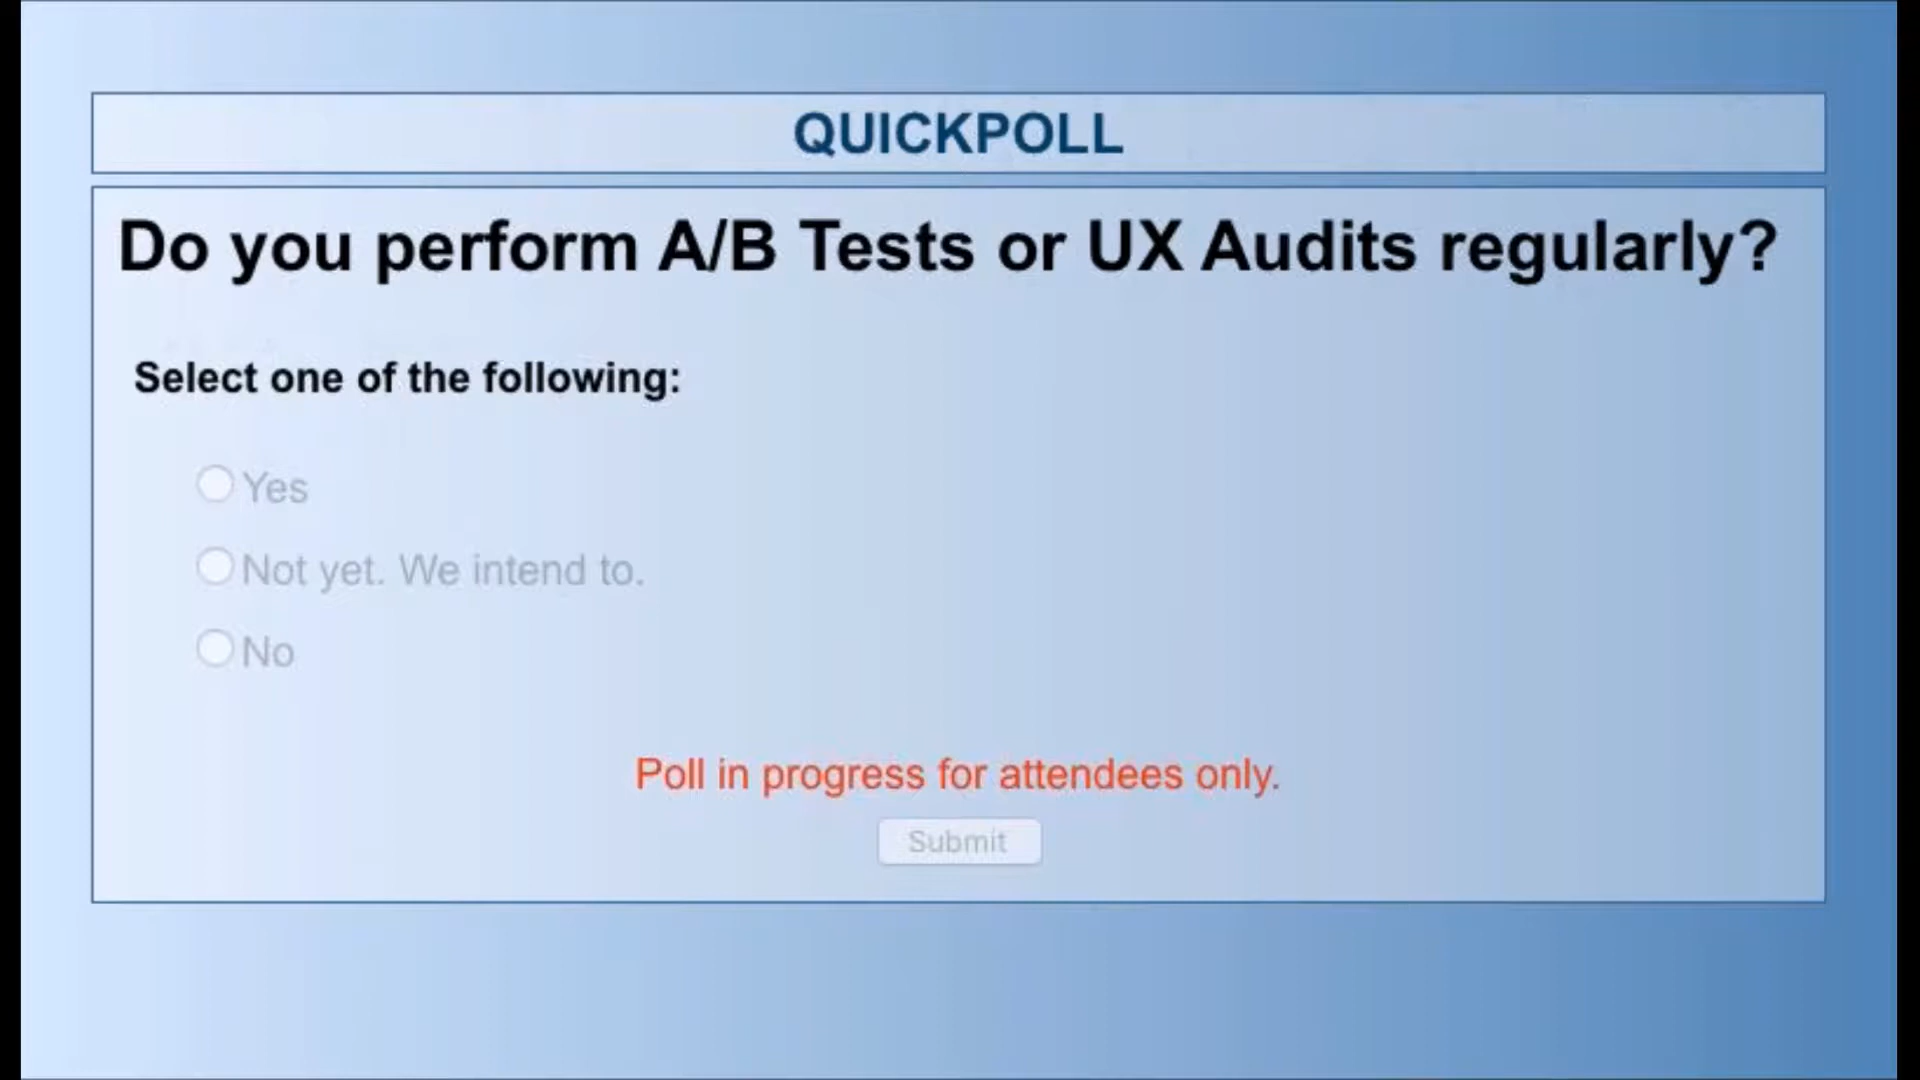 QUICKPOLL
Do you perform A/B Tests or UX Audits regularly?
Select one of the following:
Yes
Not yet. We intend to.
No
Poll in progress for attendees only.
Submit